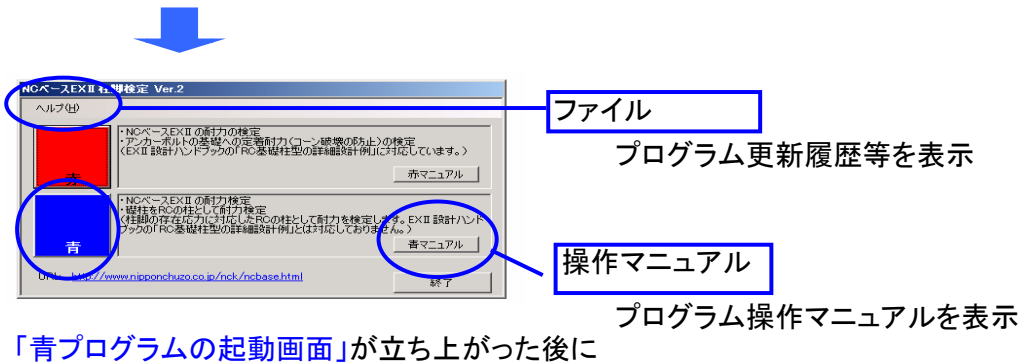 NCベースEXⅡ 柱脚検定 Ver.2
ヘルプ(H)
ファイル
プログラム更新履歴等を表示
・NCベースEXⅡ の耐力の検定
・アンカーボルトの基礎への定着耐力(コーン破壊の防止)の検定
(EXⅡ 設計ハンドブックの「RC基礎柱型の詳細設計例」に対応しています。)
赤
赤マニュアル
・NCベースEXⅡ の耐力検定
・礎柱をRCの柱として耐力検定
(柱脚の存在応力に対応したRCの柱として耐力を検定します。EXⅡ 設計ハンド
ブックの「RC基礎柱型の詳細設計例」とは対応しておりません。)
青
青マニュアル
操作マニュアル
プログラム操作マニュアルを表示
URL http://www.nipponchuzo.co.jp/nck/ncbase.html
終了
「青プログラムの起動画面」が立ち上がった後に